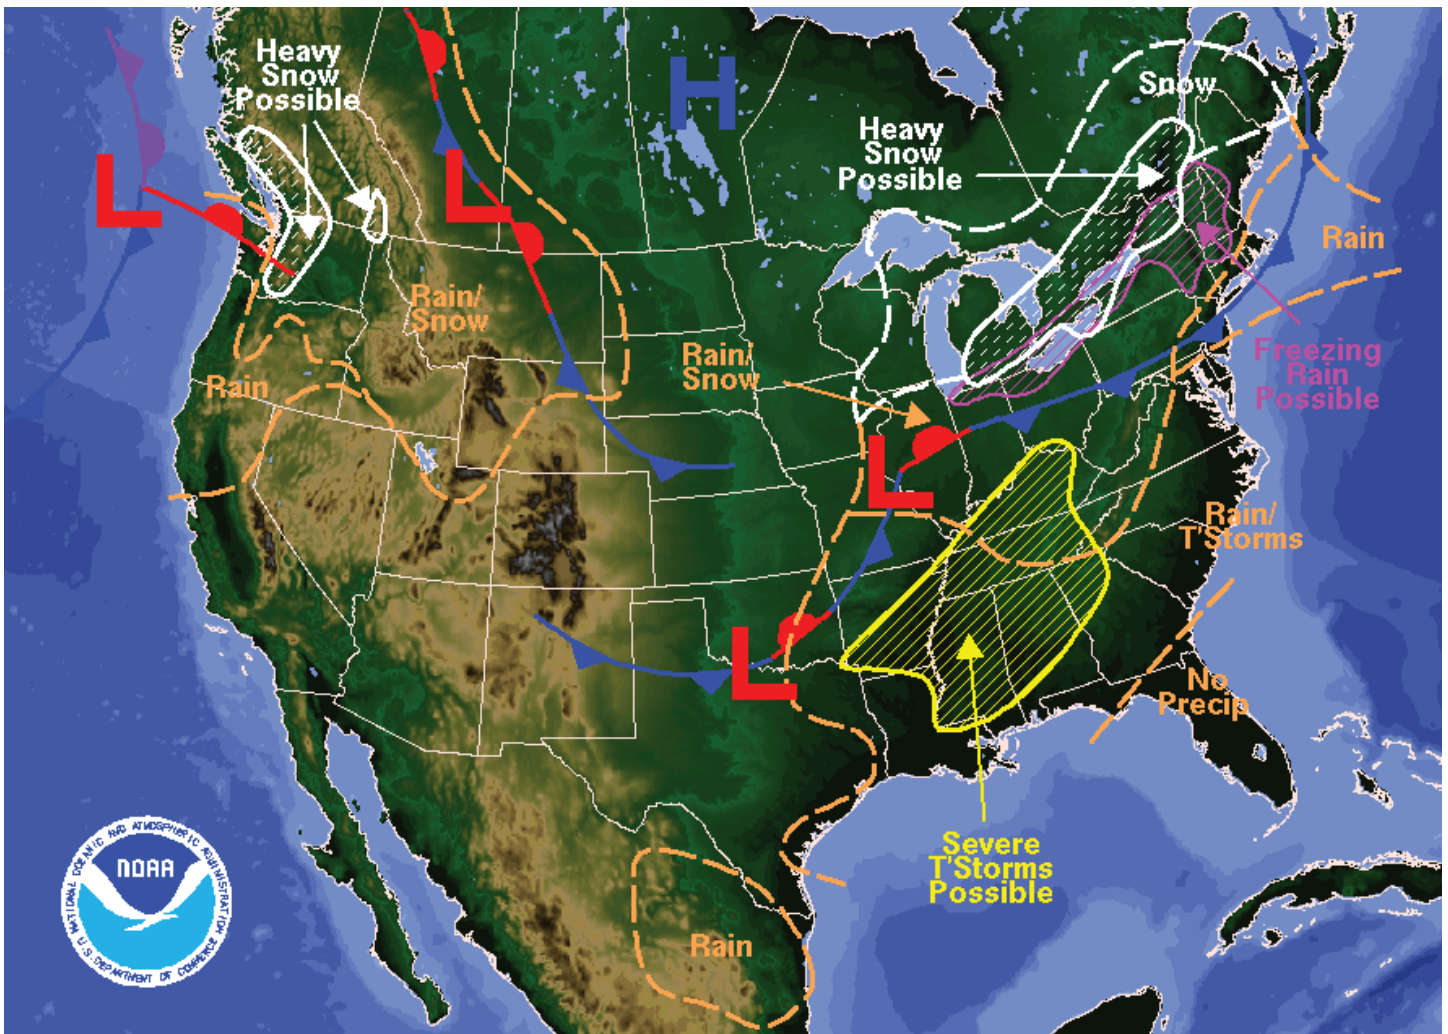 Heavy
Snow
Possible
H
Snow
Heavy
Snow
Possible
L
L
Rain
Rain/
Snow
Rain/
Snow
Freezing
Rain
Possible
Rain
L
Rain/
T'Storms
L
No
Precip
Severe
T'Storms
Possible
Rain
NATIONAL OCEANIC AND ATMOSPHERIC ADMINISTRATION
NOAA
U.S. DEPARTMENT OF COMMERCE